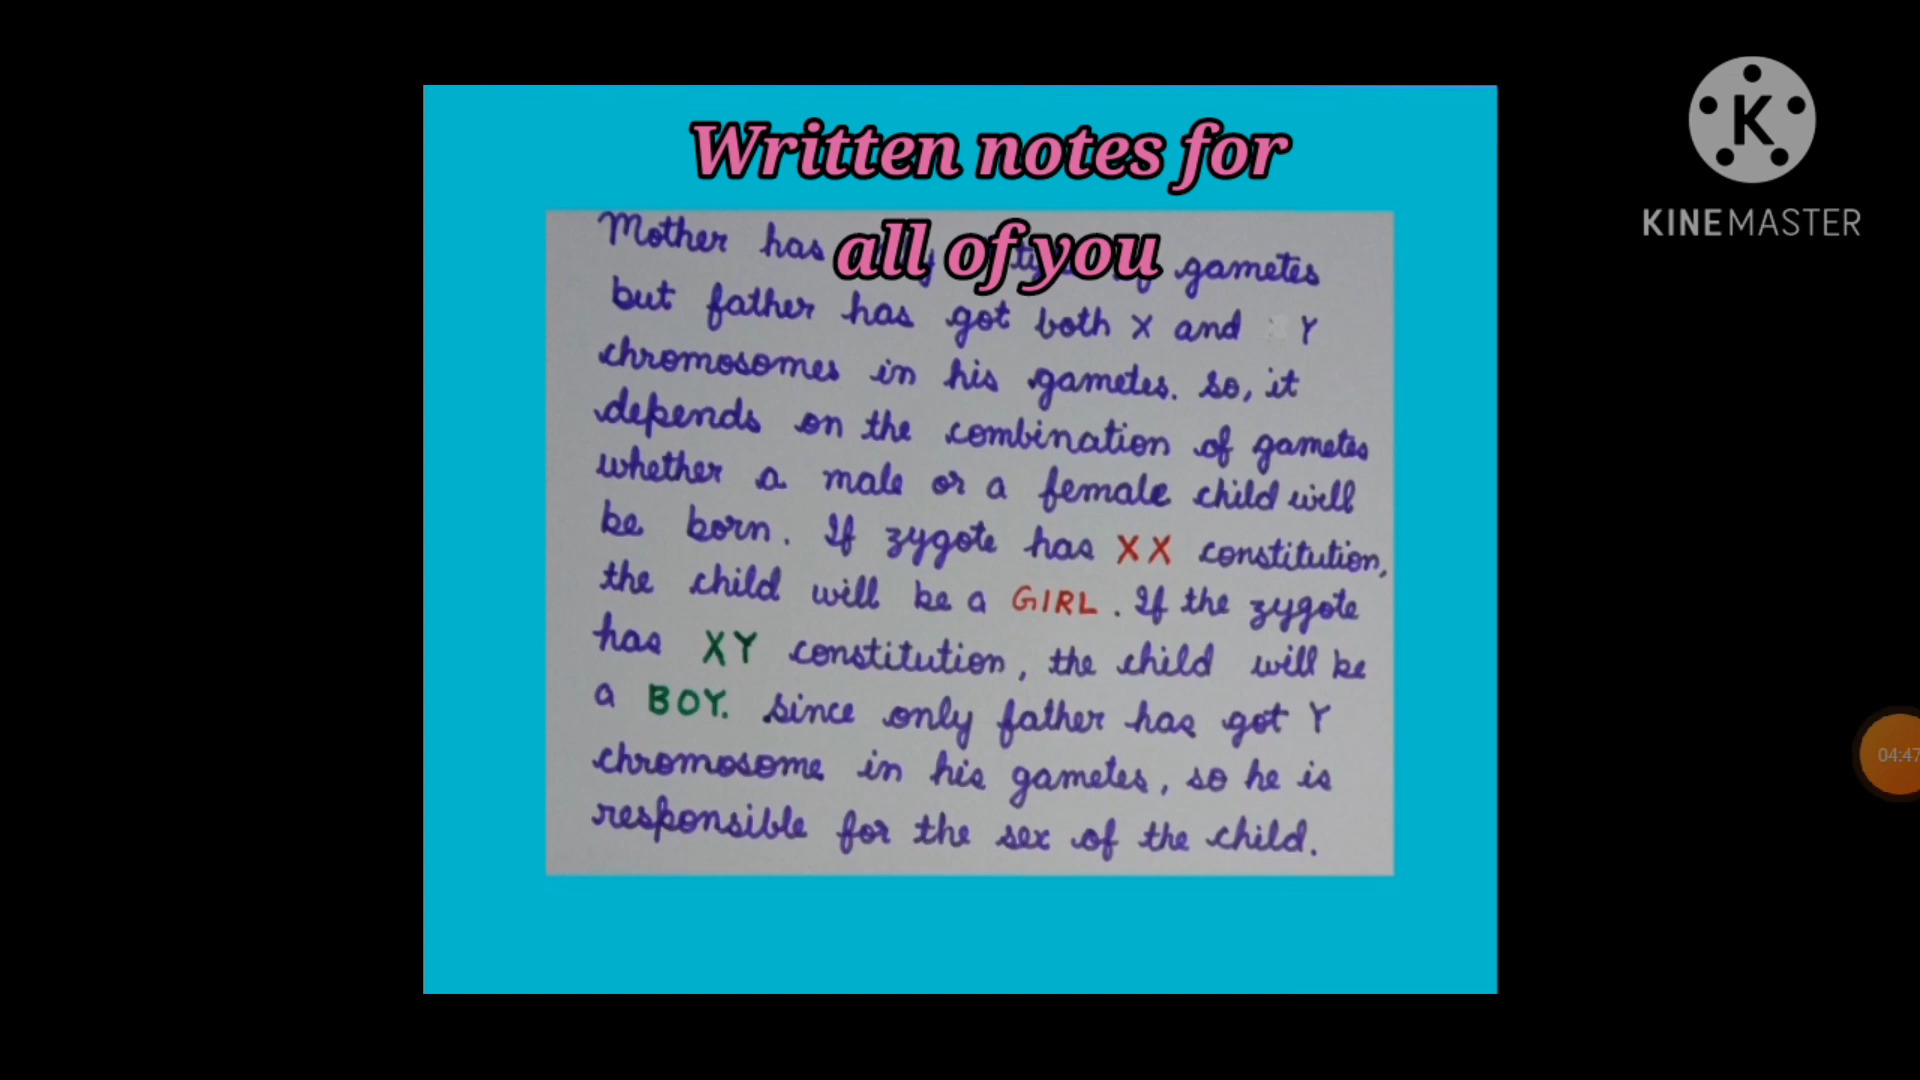 Written notes for
all of you
Mother has gametes
but father has got both X and Y
chromosomes in his gametes. So, it
depends on the combination of gametes
whether a male or a female child will
be born. If zygote has XX constitution,
the child will be a GIRL. If the zygote
has XY constitution, the child will be
a BOY. Since only father has got Y
chromosome in his gametes, so he is
responsible for the sex of the child.
K
KINEMASTER
04:47